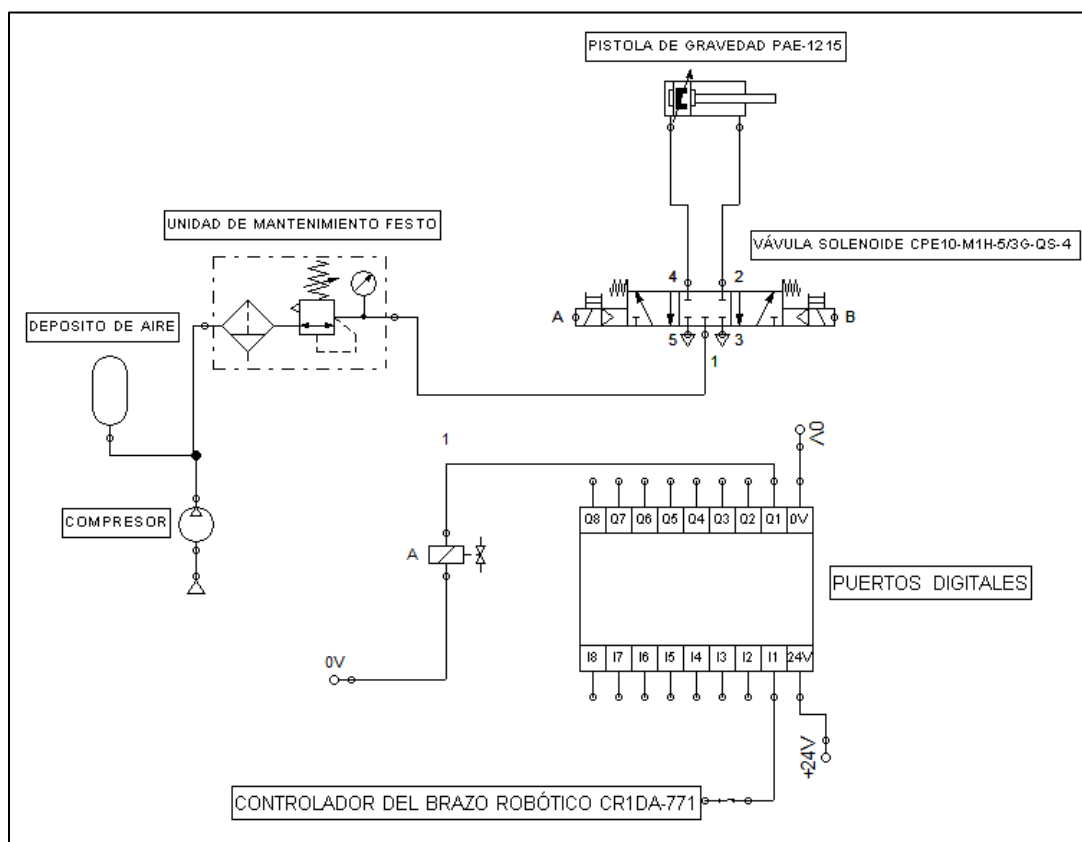 PISTOLA DE GRAVEDAD PAE-1215
UNIDAD DE MANTENIMIENTO FESTO
VÁVULA SOLENOIDE CPE10-M1H-5/3G-QS-4
4 2
A B
5 3
1
DEPOSITO DE AIRE
COMPRESOR
1
0V
Q8 Q7 Q6 Q5 Q4 Q3 Q2 Q1 0V
A
PUERTOS DIGITALES
I8 I7 I6 I5 I4 I3 I2 I1 24V
0V
+24V
CONTROLADOR DEL BRAZO ROBÓTICO CR1DA-771